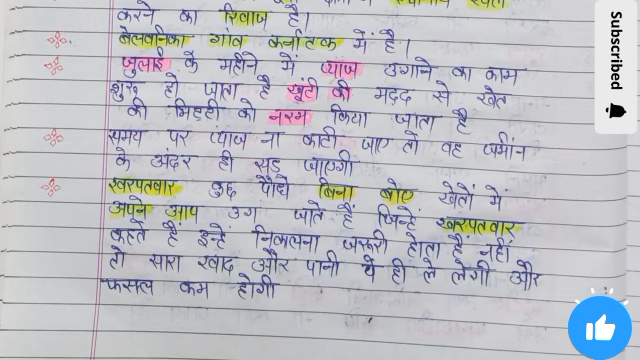 करने का रिवाज है।
बेलवनिका गांव कर्नाटक में है।
जुलाई के महीने में प्याज उगाने का काम
शुरू हो जाता है खूंटी की मदद से खेत
की मिट्टी को नरम किया जाता है
समय पर प्याज ना काटी जाए तो वह जमीन
के अंदर ही सड़ जाएगी
खरपतवार कुछ पौधे बिना बोए खेतों में
अपने आप उग जाते हैं जिन्हें खरपतवार
कहते हैं इन्हें निकालना जरूरी होता है नहीं
तो सारा खाद और पानी ये ही ले लेगी और
फसल कम होगी
Subscribed